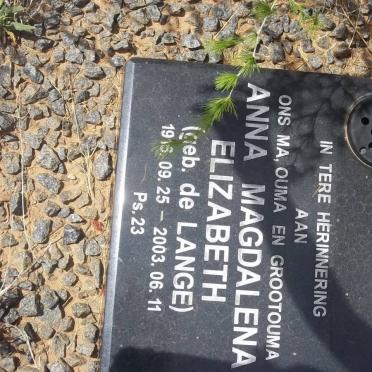 IN TERE HERINNERING
AAN
ONS MA, OUMA EN GROOTOUMA
ANNA MAGDALENA
ELIZABETH
(geb. de LANGE)
09. 25 – 2003. 06. 11
Ps. 23